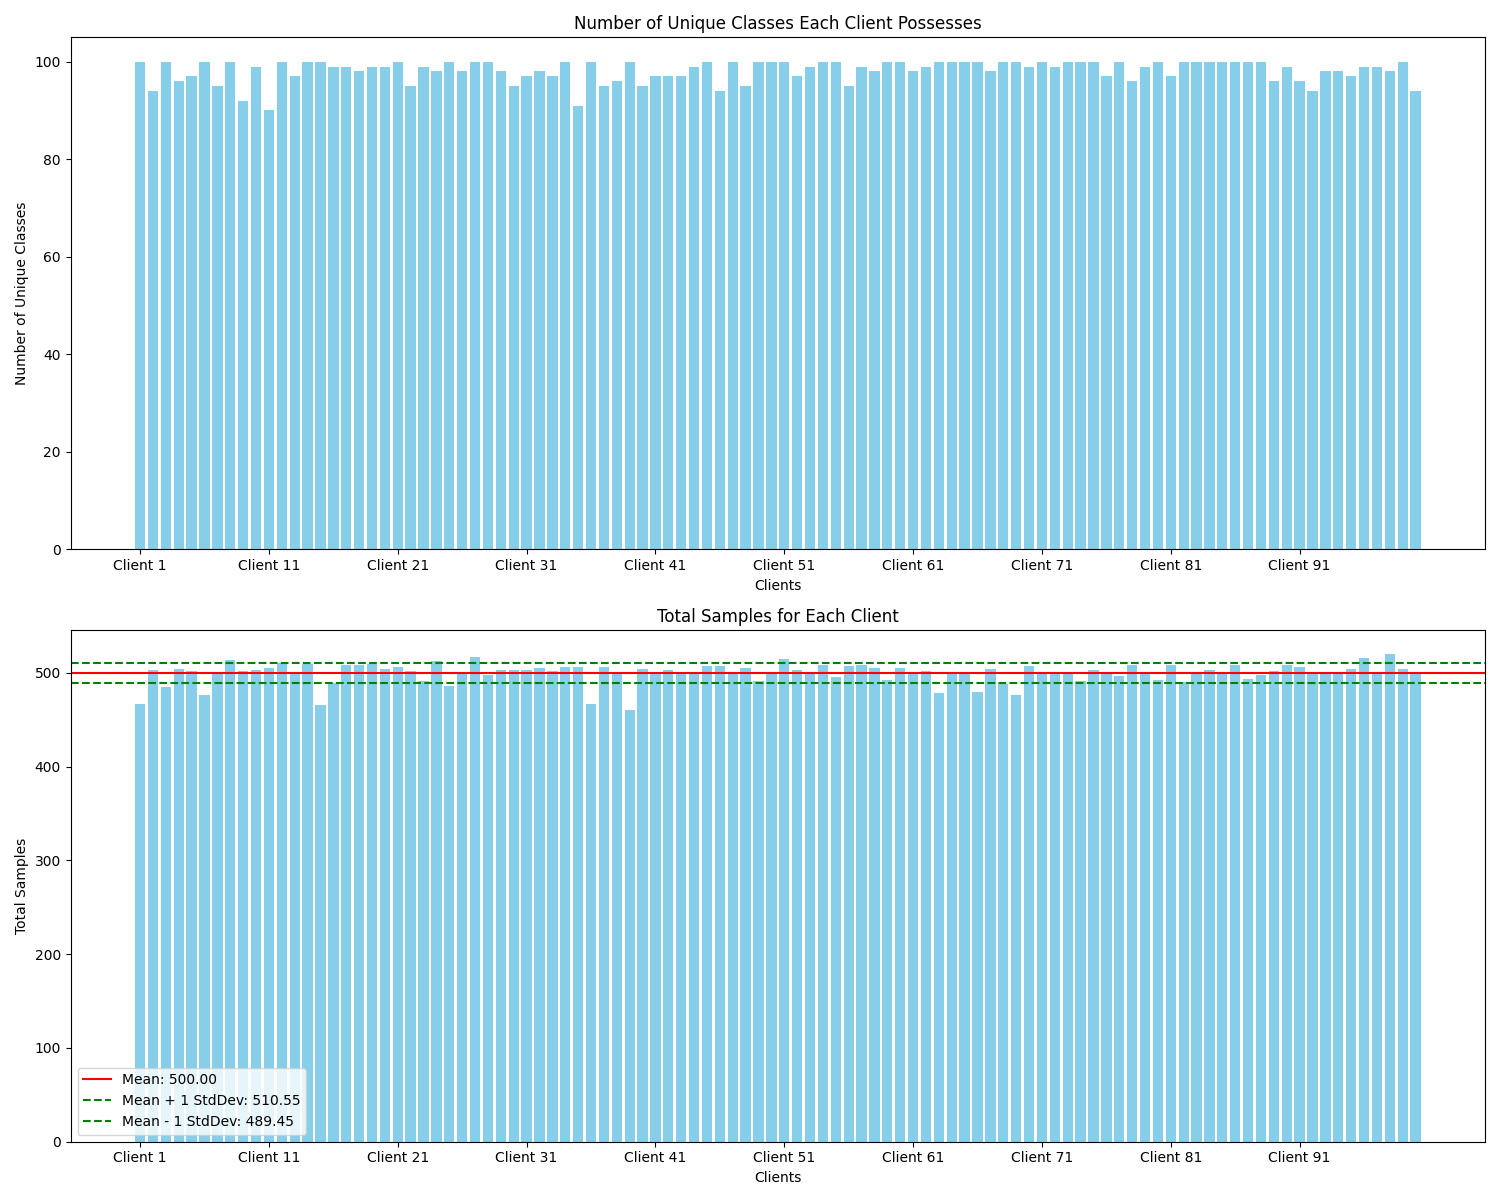 Number of Unique Classes Each Client Possesses
100
80
60
40
20
0
Number of Unique Classes
Client 1 Client 11 Client 21 Client 31 Client 41 Client 51 Client 61 Client 71 Client 81 Client 91
Clients
Total Samples for Each Client
500
400
300
200
100
0
Total Samples
Mean: 500.00
Mean + 1 StdDev: 510.55
Mean - 1 StdDev: 489.45
Client 1 Client 11 Client 21 Client 31 Client 41 Client 51 Client 61 Client 71 Client 81 Client 91
Clients